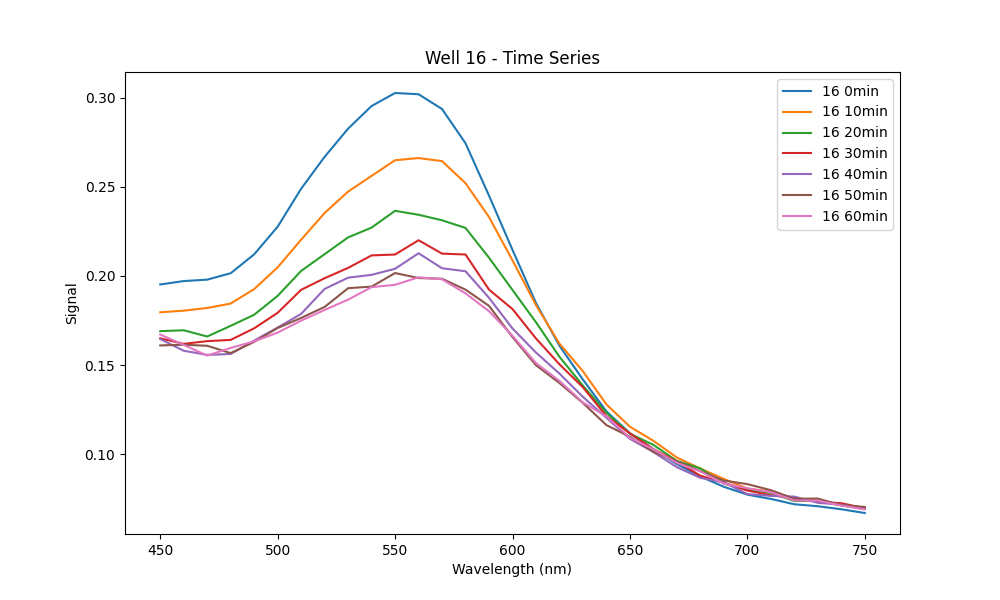 Well 16 - Time Series
Signal
0.30
0.25
0.20
0.15
0.10
16 0min
16 10min
16 20min
16 30min
16 40min
16 50min
16 60min
450 500 550 600 650 700 750
Wavelength (nm)